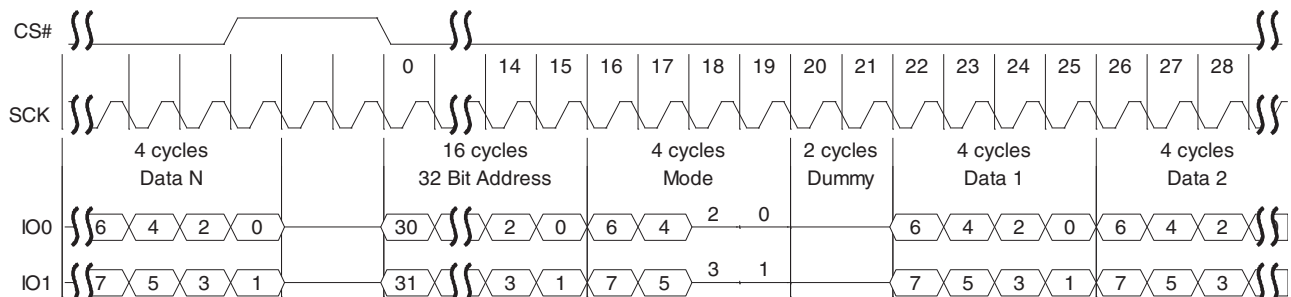 CS#
0 14 15 16 17 18 19 20 21 22 23 24 25 26 27 28
SCK
4 cycles 16 cycles 4 cycles 2 cycles 4 cycles 4 cycles
Data N 32 Bit Address Mode Dummy Data 1 Data 2
IO0 6 4 2 0 30 2 0 6 4 2 0 6 4 2 0 6 4 2
IO1 7 5 3 1 31 3 1 7 5 3 1 7 5 3 1 7 5 3